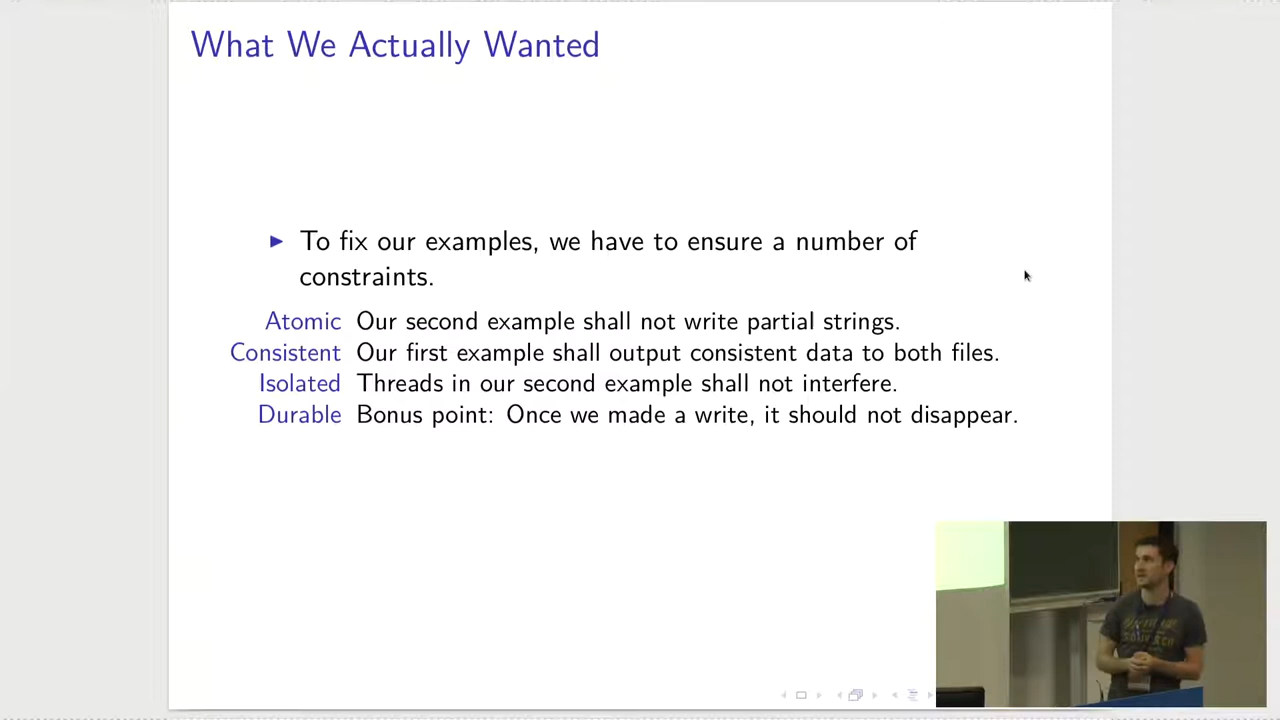 What We Actually Wanted
▶ To fix our examples, we have to ensure a number of
constraints.
Atomic Our second example shall not write partial strings.
Consistent Our first example shall output consistent data to both files.
Isolated Threads in our second example shall not interfere.
Durable Bonus point: Once we made a write, it should not disappear.